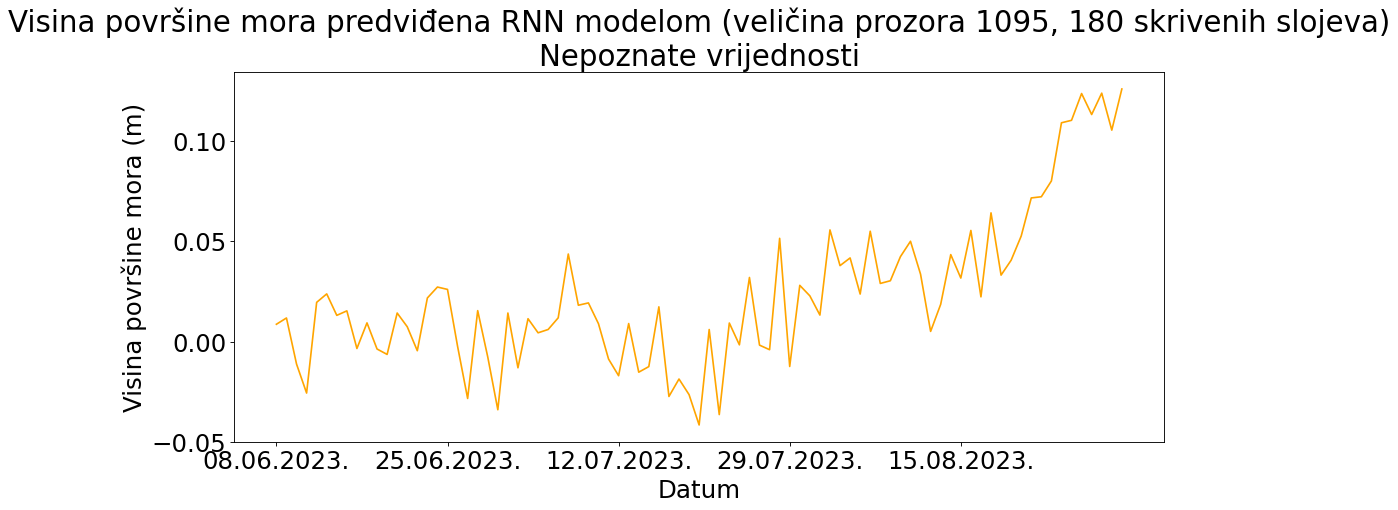 Visina površine mora predviđena RNN modelom (veličina prozora 1095, 180 skrivenih slojeva)
Nepoznate vrijednosti
Visina površine mora (m)
0.10
0.05
0.00
−0.05
08.06.2023. 25.06.2023. 12.07.2023. 29.07.2023. 15.08.2023.
Datum